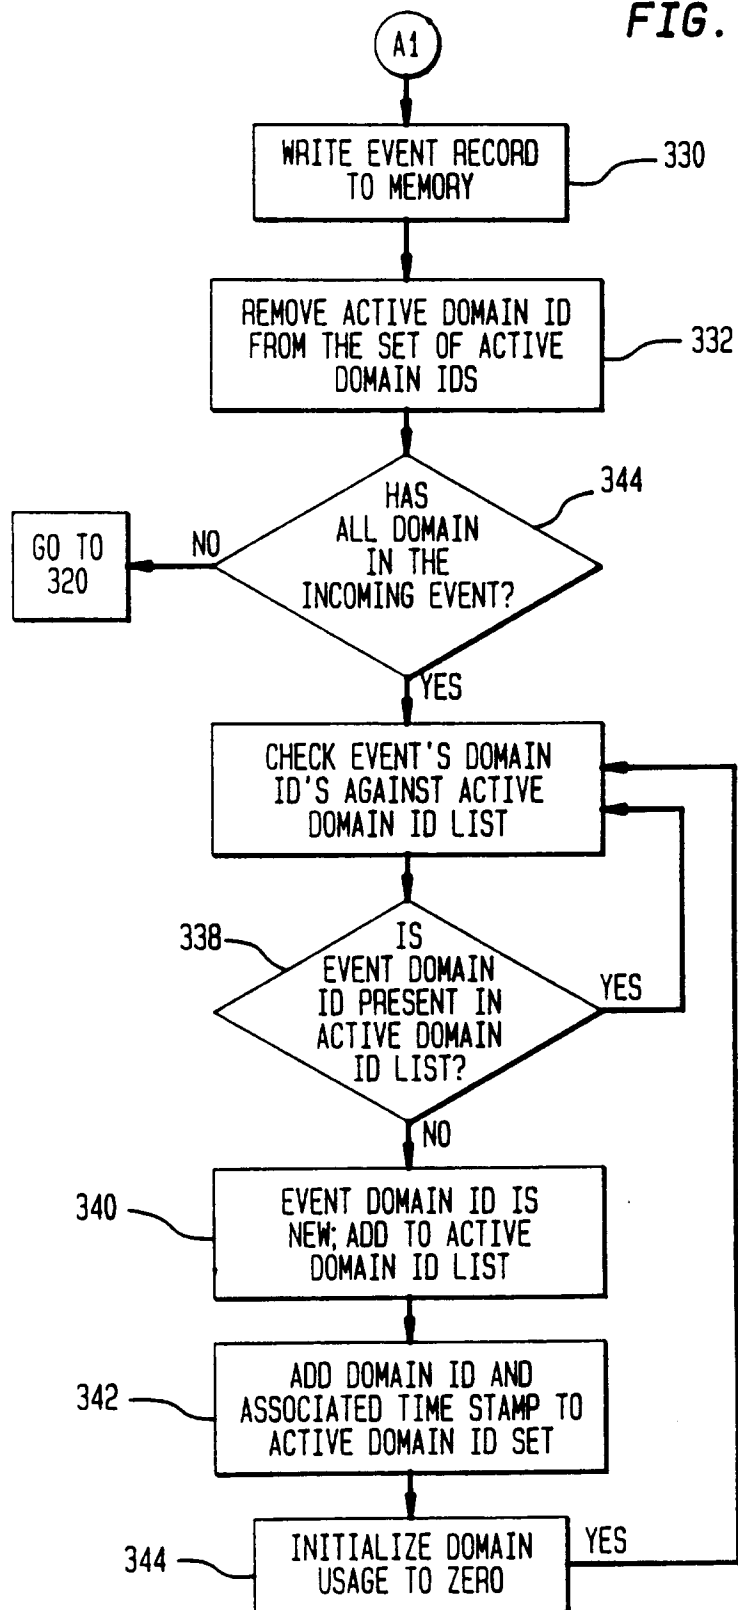 FIG.
A1
WRITE EVENT RECORD
TO MEMORY
330
REMOVE ACTIVE DOMAIN ID
FROM THE SET OF ACTIVE
DOMAIN IDS
332
HAS
ALL DOMAIN
IN THE
INCOMING EVENT?
344
NO
GO TO
320
YES
CHECK EVENT'S DOMAIN
ID'S AGAINST ACTIVE
DOMAIN ID LIST
338
IS
EVENT DOMAIN
ID PRESENT IN
ACTIVE DOMAIN
ID LIST?
YES
NO
340
EVENT DOMAIN ID IS
NEW; ADD TO ACTIVE
DOMAIN ID LIST
342
ADD DOMAIN ID AND
ASSOCIATED TIME STAMP TO
ACTIVE DOMAIN ID SET
344
INITIALIZE DOMAIN
USAGE TO ZERO
YES